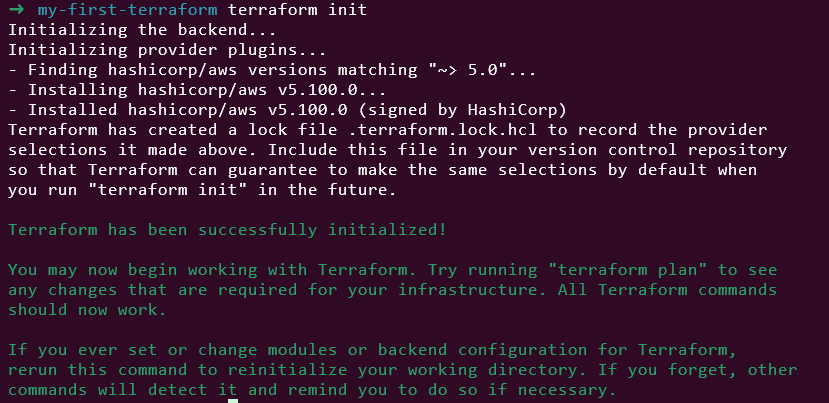 → my-first-terraform terraform init
Initializing the backend...
Initializing provider plugins...
- Finding hashicorp/aws versions matching "~> 5.0"...
- Installing hashicorp/aws v5.100.0...
- Installed hashicorp/aws v5.100.0 (signed by HashiCorp)
Terraform has created a lock file .terraform.lock.hcl to record the provider
selections it made above. Include this file in your version control repository
so that Terraform can guarantee to make the same selections by default when
you run "terraform init" in the future.
Terraform has been successfully initialized!
You may now begin working with Terraform. Try running "terraform plan" to see
any changes that are required for your infrastructure. All Terraform commands
should now work.
If you ever set or change modules or backend configuration for Terraform,
rerun this command to reinitialize your working directory. If you forget, other
commands will detect it and remind you to do so if necessary.